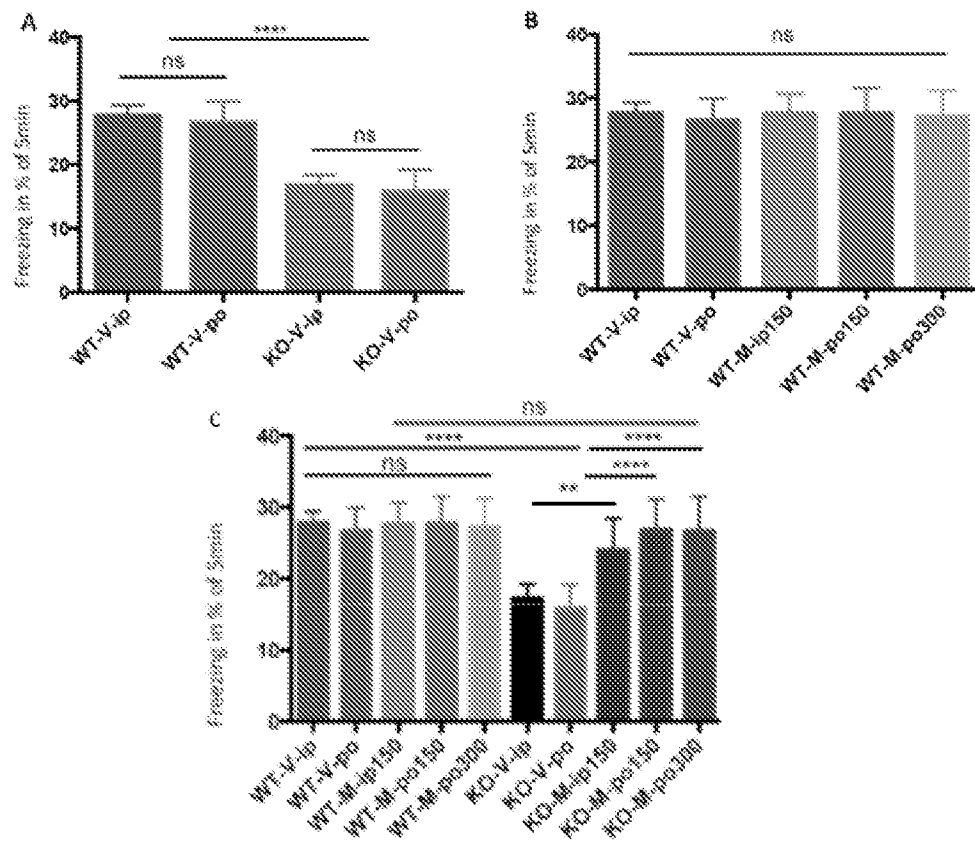 A
B
****
ns
ns
ns
Freezing in % of 5min
40
30
20
10
0
WT-V-ip
WT-V-po
KO-V-ip
KO-V-po
Freezing in % of 5min
40
30
20
10
0
WT-V-ip
WT-V-po
WT-M-ip150
WT-M-po150
WT-M-po300
C
ns
****
****
ns
****
**
Freezing in % of 5min
40
30
20
10
0
WT-V-ip
WT-V-po
WT-M-ip150
WT-M-po150
WT-M-po300
KO-V-ip
KO-V-po
KO-M-ip150
KO-M-po150
KO-M-po300